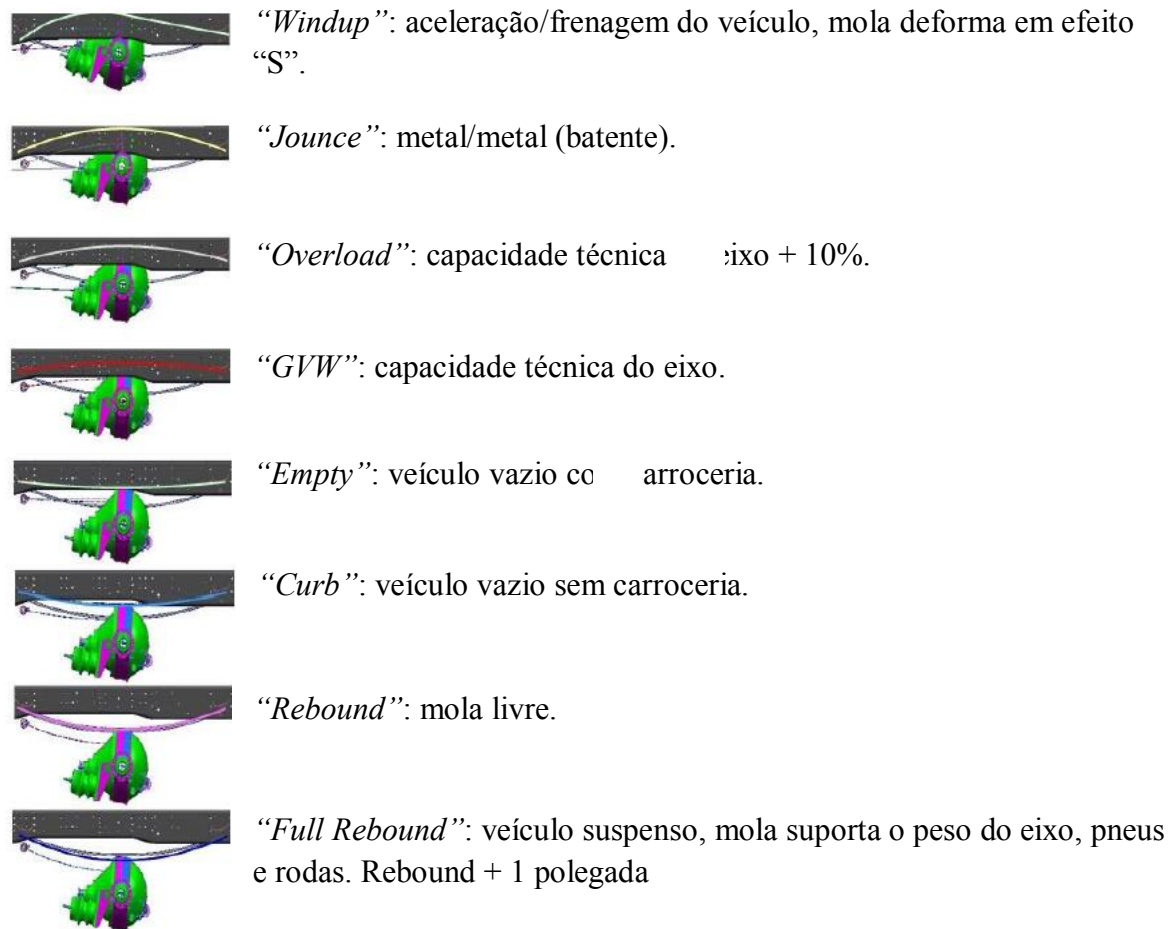 “Windup”: aceleração/frenagem do veículo, mola deforma em efeito
“S”.
“Jounce”: metal/metal (batente).
“Overload”: capacidade técnica eixo + 10%.
“GVW”: capacidade técnica do eixo.
“Empty”: veículo vazio
“Curb”: veículo vazio sem carroceria.
“Rebound”: mola livre.
“Full Rebound”: veículo suspenso, mola suporta o peso do eixo, pneus
e rodas. Rebound + 1 polegada